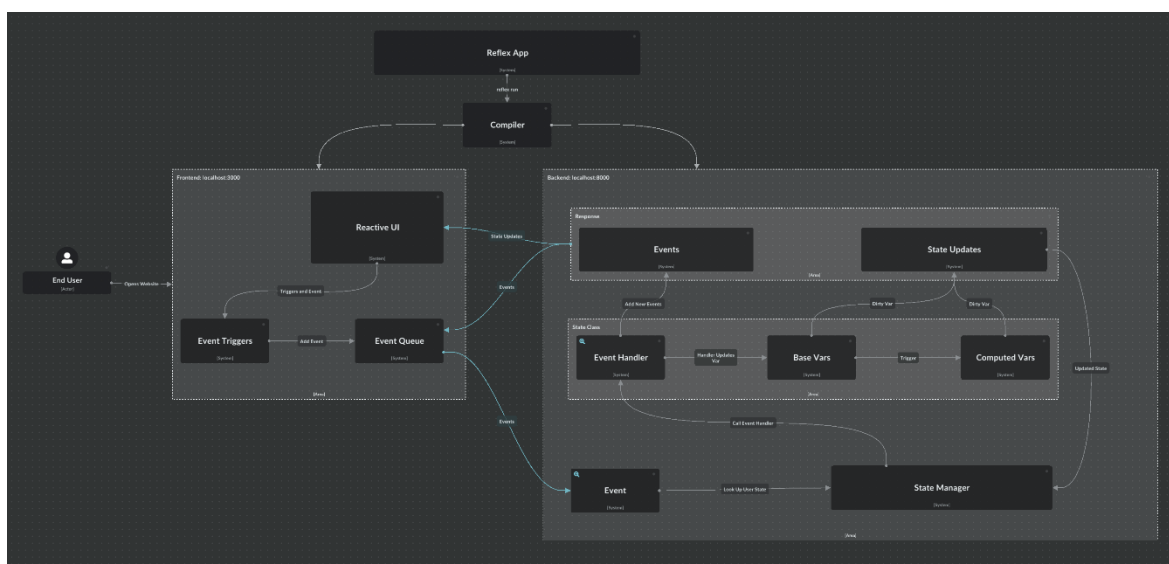 Reflex App
[System]
reflex run
Compiler
[System]
Frontend: localhost:3000
Reactive UI
[System]
Triggers and Event
Event Triggers
[System]
Add Event
Event Queue
[System]
[Area]
End User
[Actor]
Opens Website
State Updates
Events
Events
Backend: localhost:8000
Response
Events
[System]
State Updates
[System]
[Area]
Add New Events
Dirty Var
Dirty Var
State Class
Event Handler
[System]
Handler Updates
Var
Base Vars
[System]
Trigger
Computed Vars
[System]
[Area]
Updated State
Call Event Handler
Event
[System]
Look Up User State
State Manager
[System]
[Area]